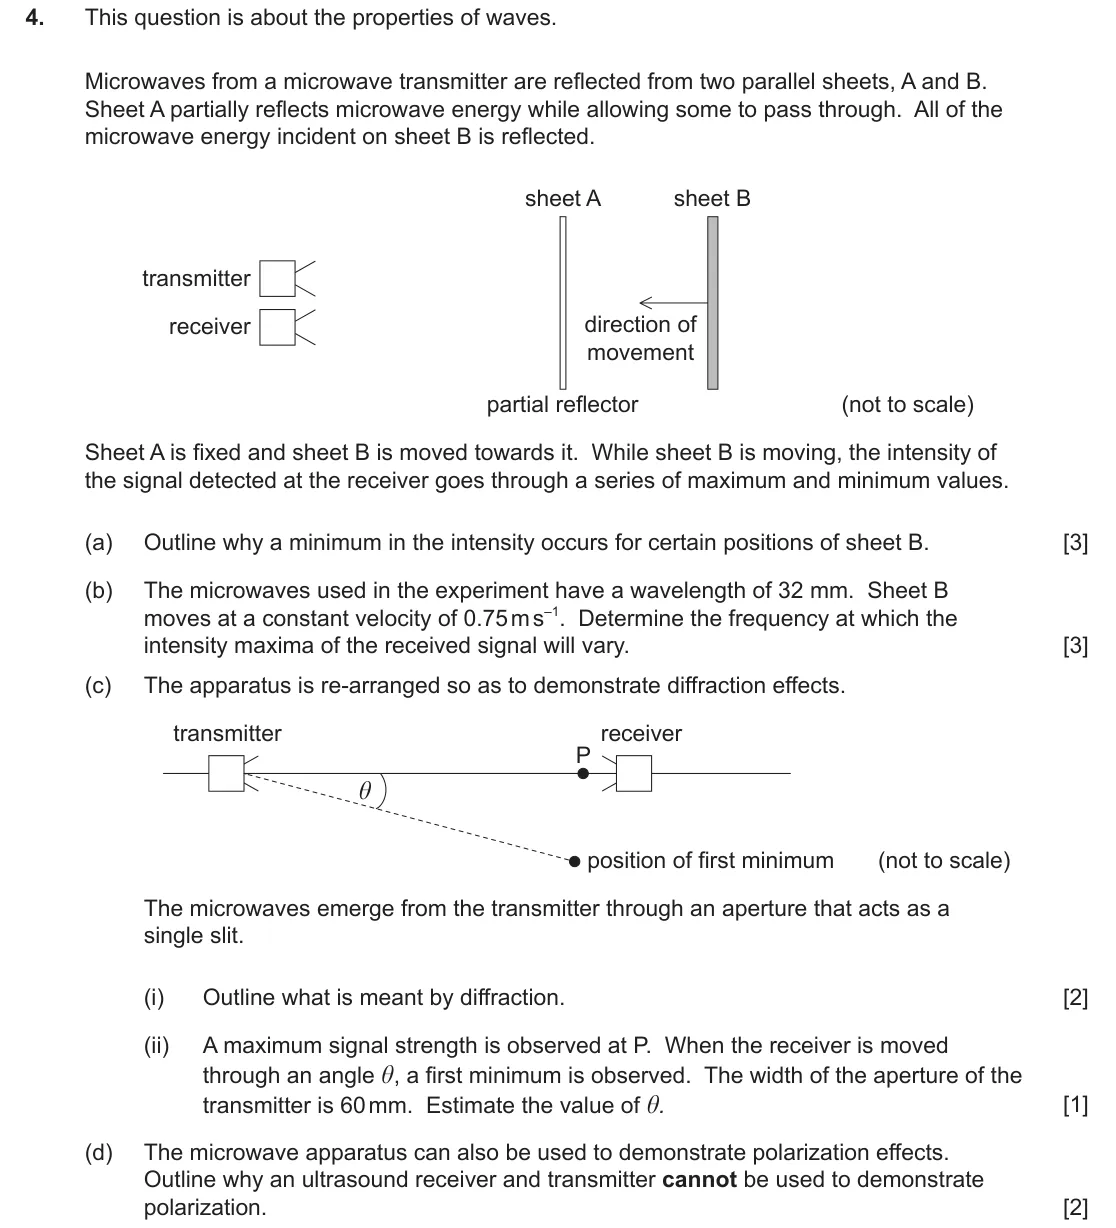 4. This question is about the properties of waves.
Microwaves from a microwave transmitter are reflected from two parallel sheets, A and B.
Sheet A partially reflects microwave energy while allowing some to pass through. All of the
microwave energy incident on sheet B is reflected.
sheet A sheet B
transmitter
receiver
direction of
movement
partial reflector (not to scale)
Sheet A is fixed and sheet B is moved towards it. While sheet B is moving, the intensity of
the signal detected at the receiver goes through a series of maximum and minimum values.
(a) Outline why a minimum in the intensity occurs for certain positions of sheet B. [3]
(b) The microwaves used in the experiment have a wavelength of 32 mm. Sheet B
moves at a constant velocity of 0.75 m s⁻¹. Determine the frequency at which the
intensity maxima of the received signal will vary. [3]
(c) The apparatus is re-arranged so as to demonstrate diffraction effects.
transmitter receiver
P
θ
position of first minimum (not to scale)
The microwaves emerge from the transmitter through an aperture that acts as a
single slit.
(i) Outline what is meant by diffraction. [2]
(ii) A maximum signal strength is observed at P. When the receiver is moved
through an angle θ, a first minimum is observed. The width of the aperture of the
transmitter is 60 mm. Estimate the value of θ. [1]
(d) The microwave apparatus can also be used to demonstrate polarization effects.
Outline why an ultrasound receiver and transmitter cannot be used to demonstrate
polarization. [2]